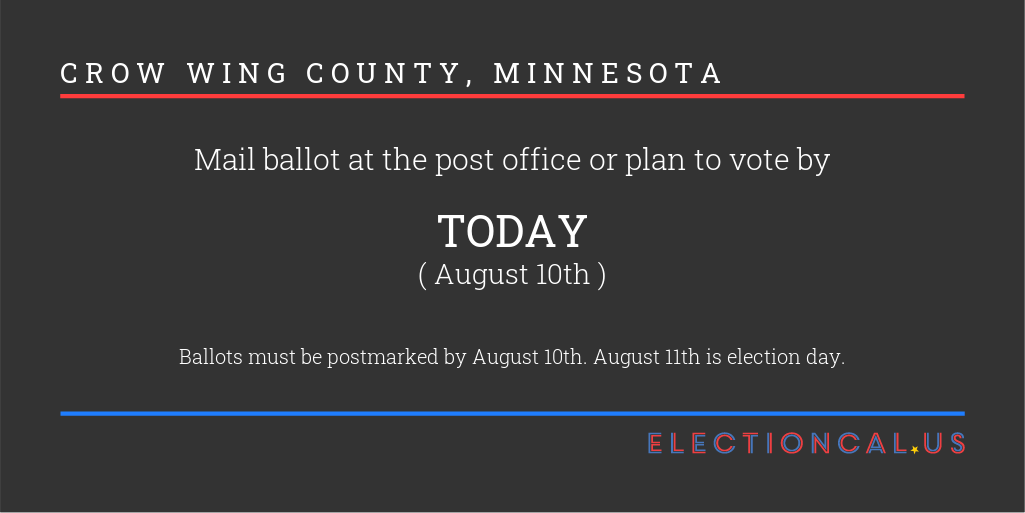 CROW WING COUNTY, MINNESOTA
Mail ballot at the post office or plan to vote by
TODAY
( August 10th )
Ballots must be postmarked by August 10th. August 11th is election day.
ELECTIONCAL.US